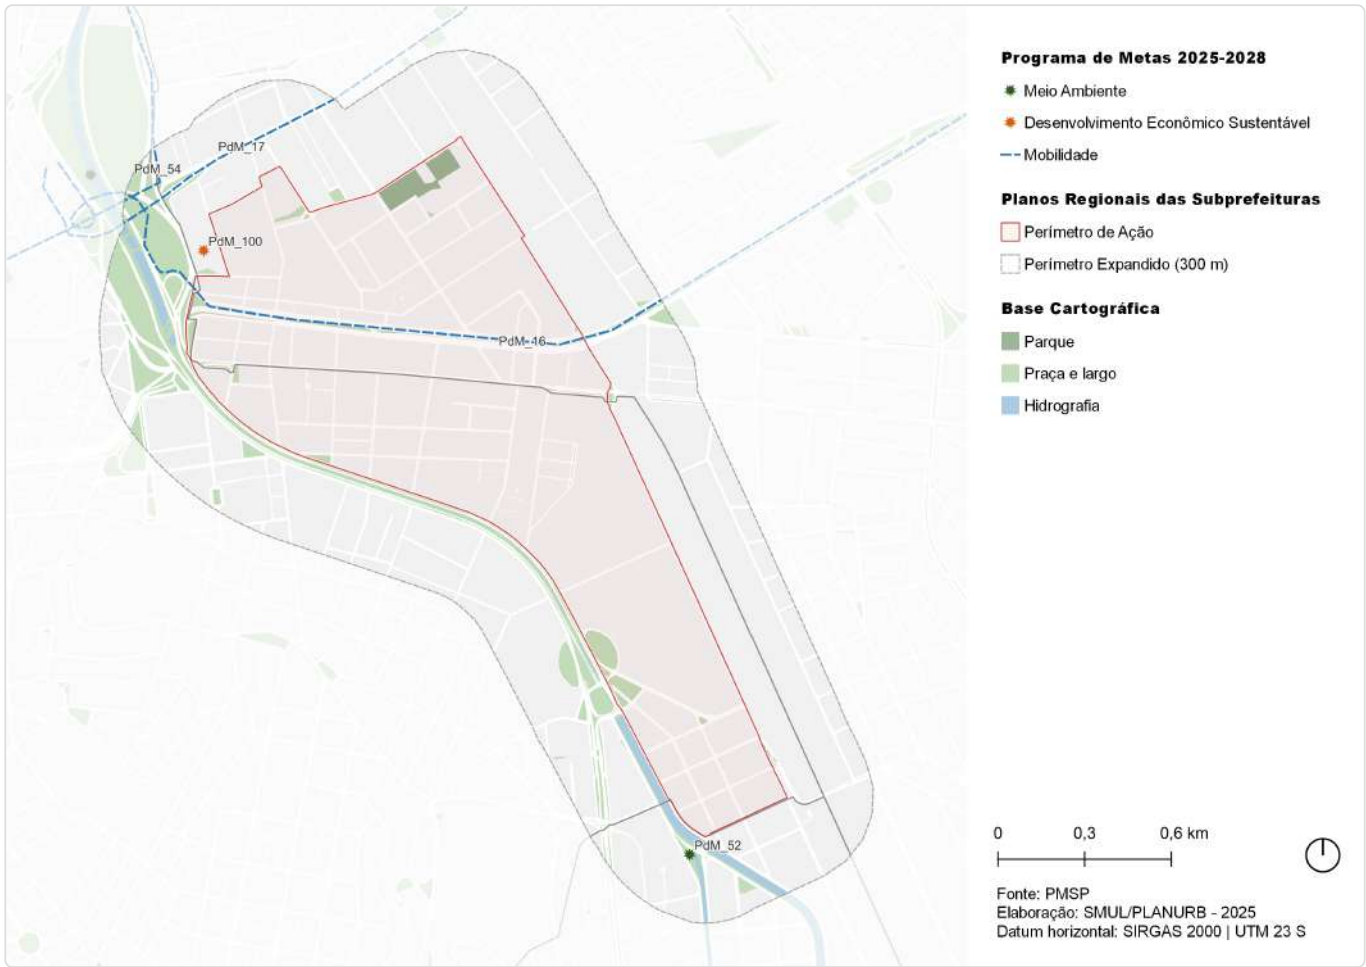 PdM_17
PdM_54
PdM_100
PdM_16
PdM_52
Programa de Metas 2025-2028
Meio Ambiente
Desenvolvimento Econômico Sustentável
Mobilidade
Planos Regionais das Subprefeituras
Perímetro de Ação
Perímetro Expandido (300 m)
Base Cartográfica
Parque
Praça e largo
Hidrografia
0 0,3 0,6 km
Fonte: PMSP
Elaboração: SMUL/PLANURB - 2025
Datum horizontal: SIRGAS 2000 | UTM 23 S